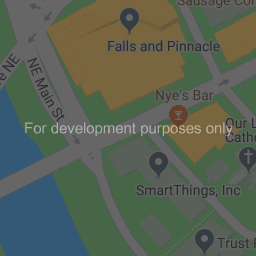 Sausage Co
Falls and Pinnacle
e NE
NE Main St
Nye's Bar
Our L
Cathe
For development purposes only
SmartThings, Inc
Trust